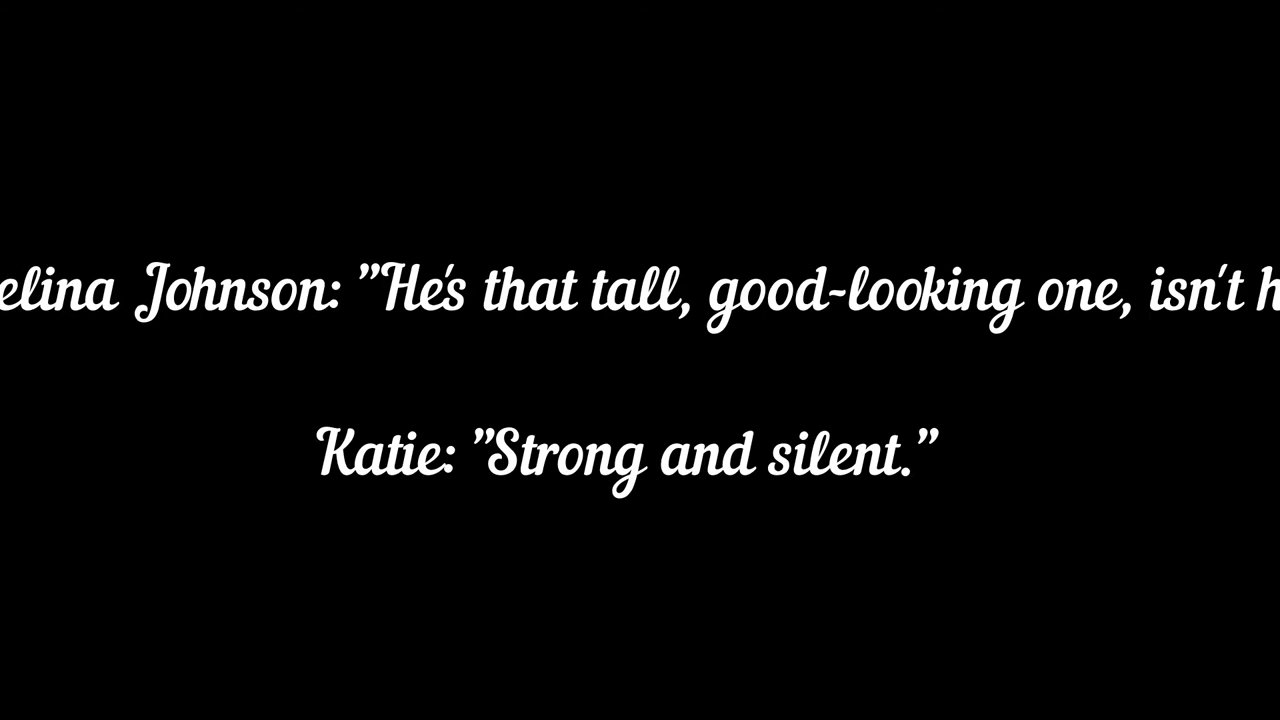 elina Johnson: "He's that tall, good-looking one, isn't h
Katie: "Strong and silent."